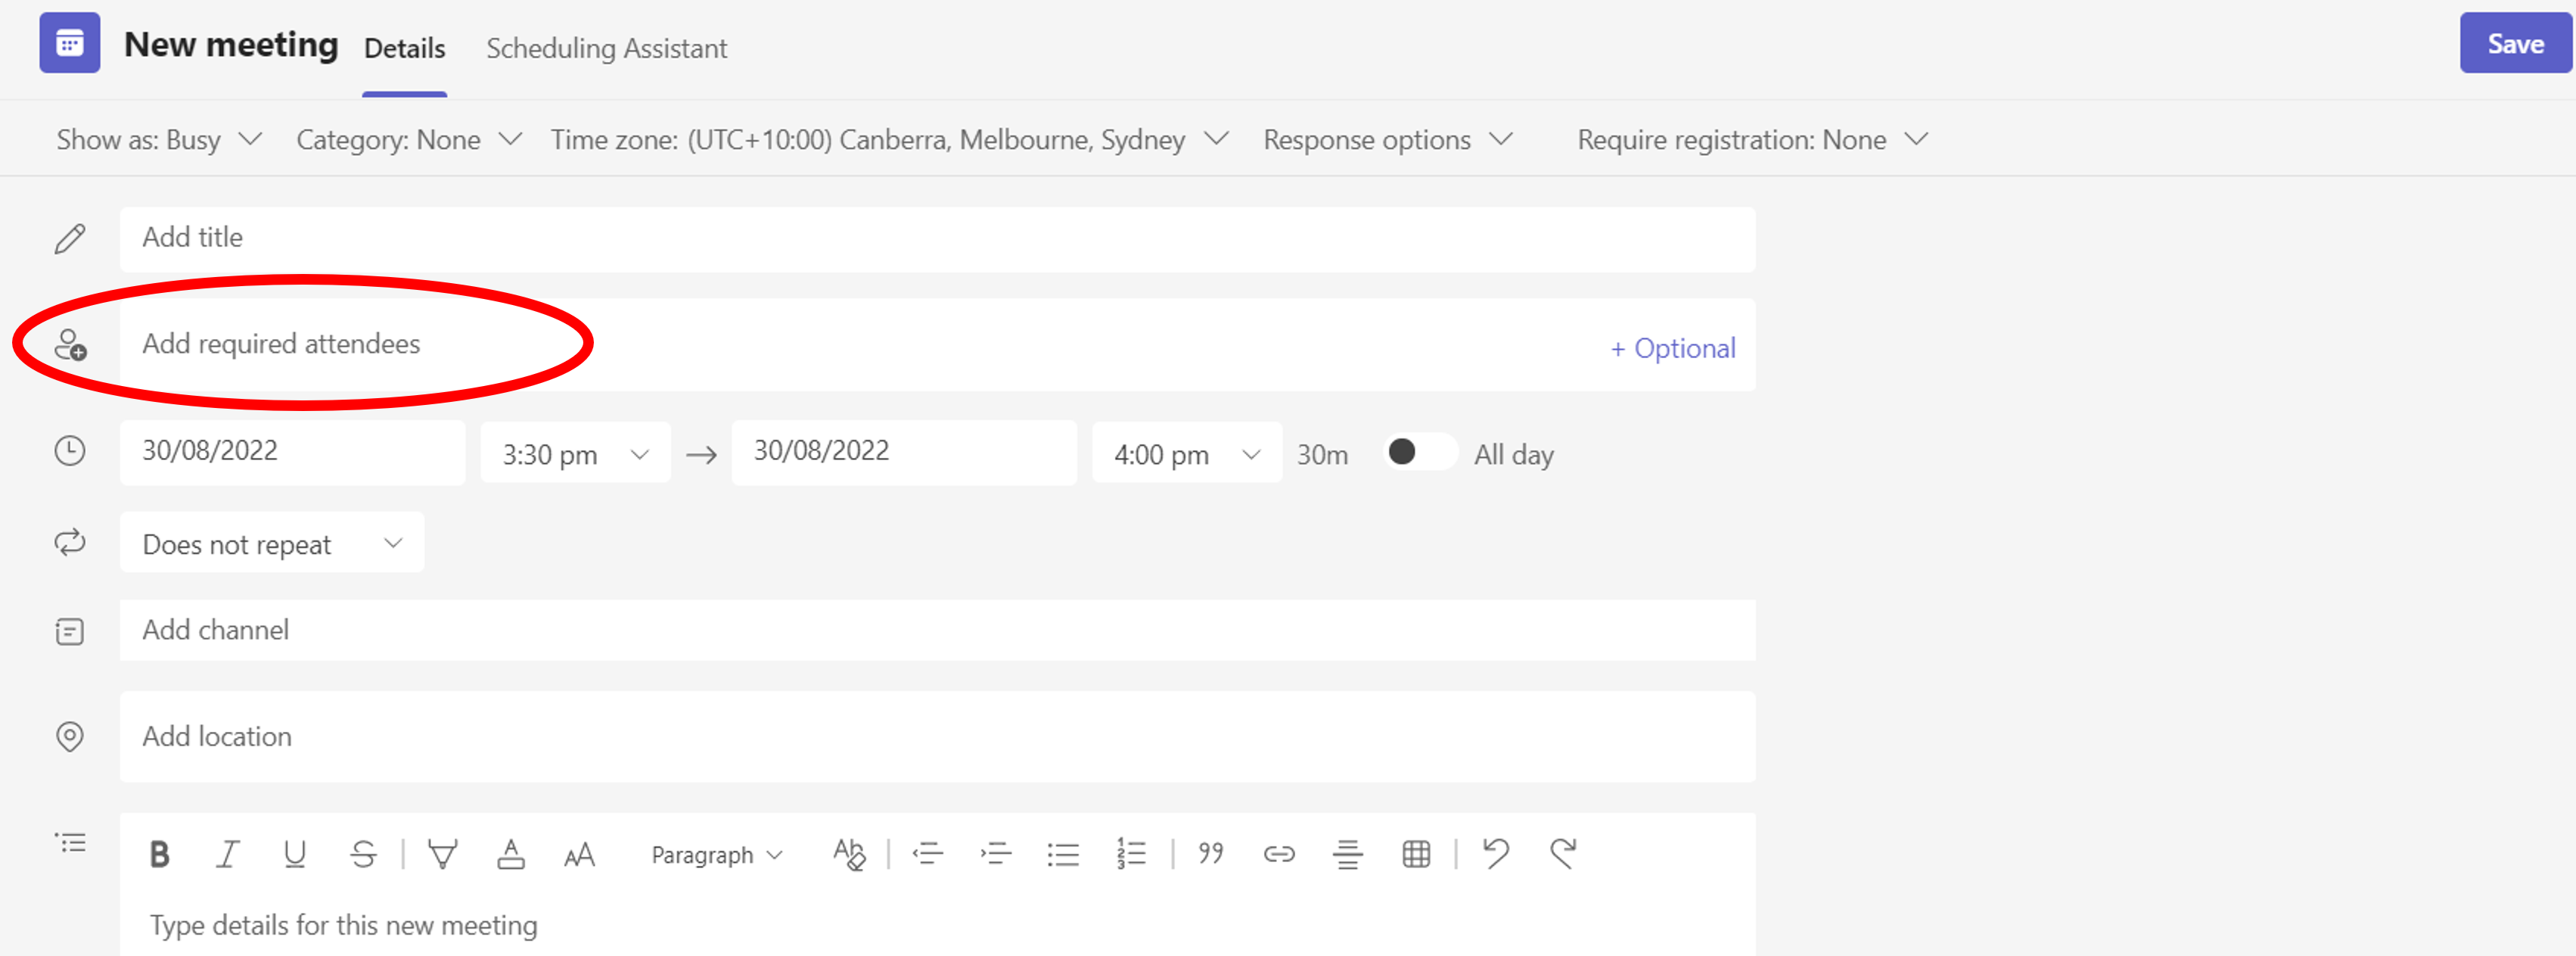 New meeting Details Scheduling Assistant Save
Show as: Busy Category: None Time zone: (UTC+10:00) Canberra, Melbourne, Sydney Response options Require registration: None
Add title
Add required attendees + Optional
30/08/2022 3:30 pm → 30/08/2022 4:00 pm 30m All day
Does not repeat
Add channel
Add location
B I U S A AA Paragraph Ab 99
Type details for this new meeting